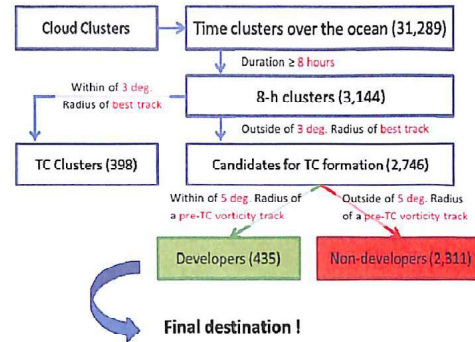 Cloud Clusters
Time clusters over the ocean (31,289)
Duration ≥ 8 hours
Within of 3 deg.
Radius of best track
8-h clusters (3,144)
Outside of 3 deg. Radius of best track
TC Clusters (398)
Candidates for TC formation (2,746)
Within of 5 deg. Radius of
a pre-TC vorticity track
Outside of 5 deg. Radius
of a pre-TC vorticity track
Developers (435)
Non-developers (2,311)
Final destination !